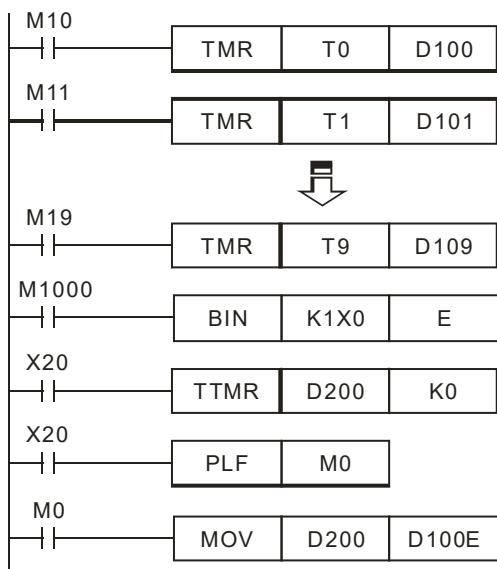 M10
TMR T0 D100
M11
TMR T1 D101
M19
TMR T9 D109
M1000
BIN K1X0 E
X20
TTMR D200 K0
X20
PLF M0
M0
MOV D200 D100E